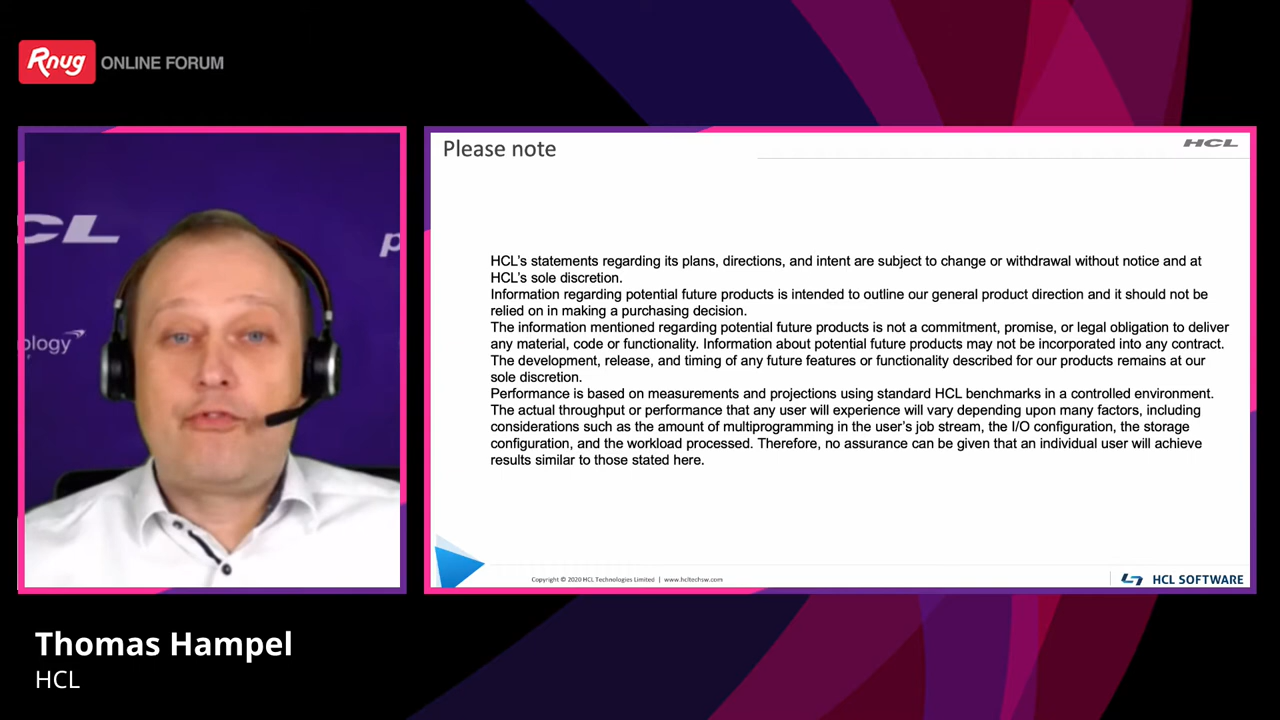 Rnug ONLINE FORUM
CL
p
ology
Please note
HCL
HCL's statements regarding its plans, directions, and intent are subject to change or withdrawal without notice and at
HCL's sole discretion.
Information regarding potential future products is intended to outline our general product direction and it should not be
relied on in making a purchasing decision.
The information mentioned regarding potential future products is not a commitment, promise, or legal obligation to deliver
any material, code or functionality. Information about potential future products may not be incorporated into any contract.
The development, release, and timing of any future features or functionality described for our products remains at our
sole discretion.
Performance is based on measurements and projections using standard HCL benchmarks in a controlled environment.
The actual throughput or performance that any user will experience will vary depending upon many factors, including
considerations such as the amount of multiprogramming in the user's job stream, the I/O configuration, the storage
configuration, and the workload processed. Therefore, no assurance can be given that an individual user will achieve
results similar to those stated here.
Copyright © 2020 HCL Technologies Limited | www.hcltechsw.com
HCL SOFTWARE
Thomas Hampel
HCL